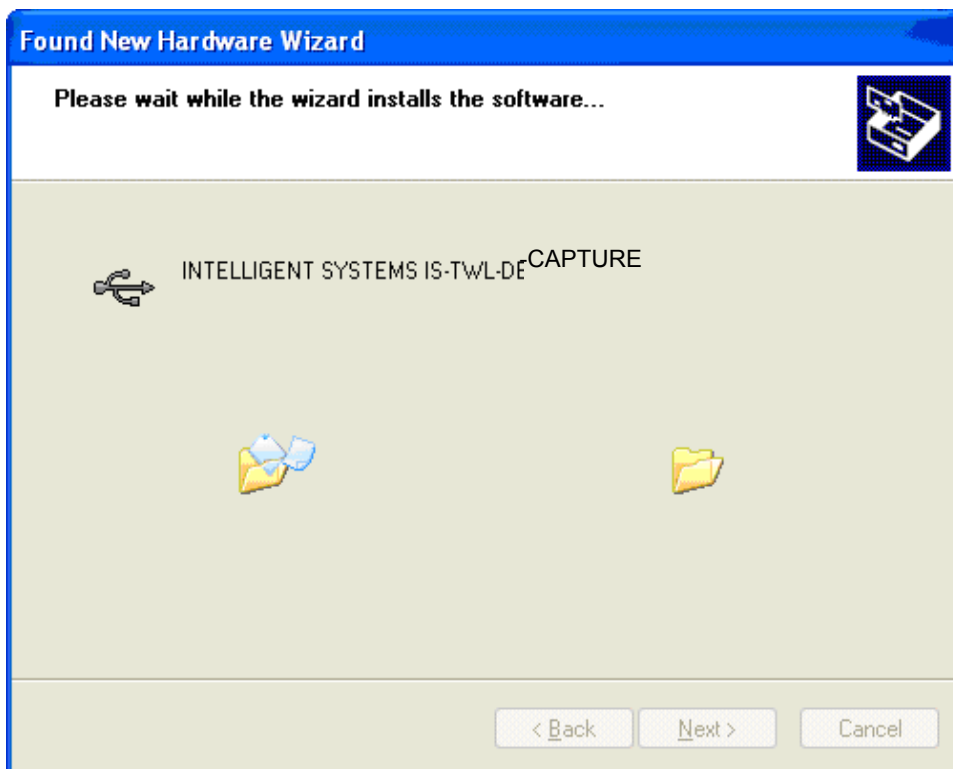 Found New Hardware Wizard
Please wait while the wizard installs the software...
INTELLIGENT SYSTEMS IS-TWL-DE-CAPTURE
< Back
Next >
Cancel